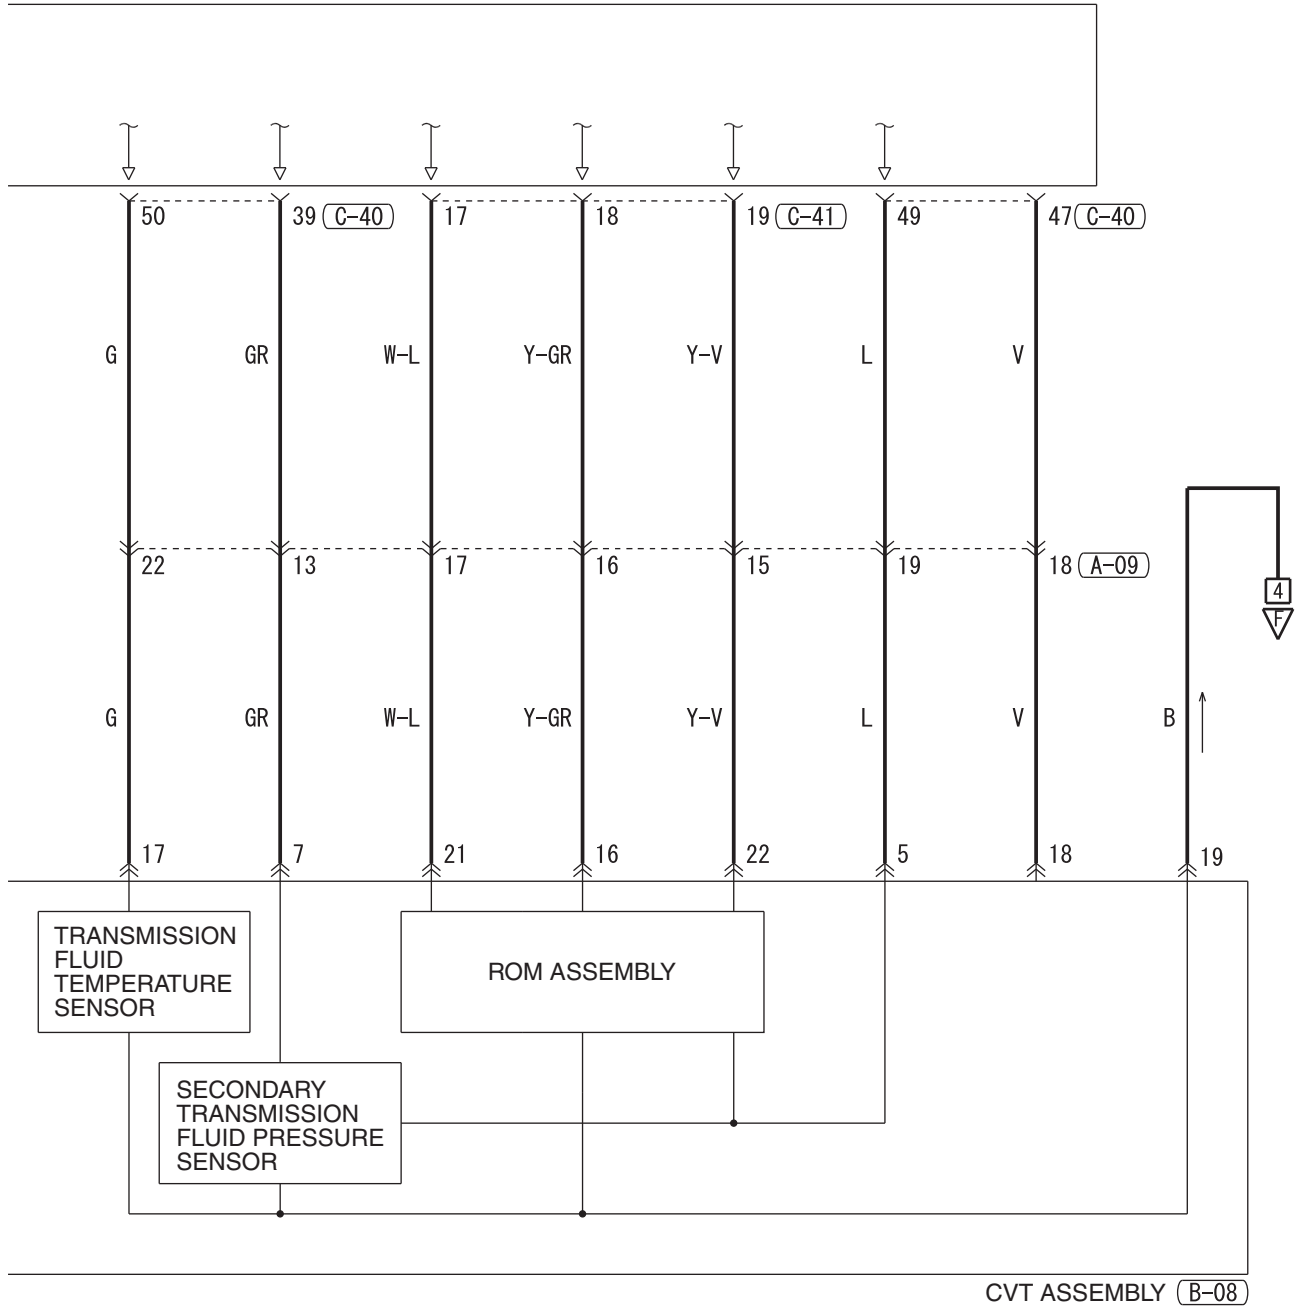 50
39 C-40
17
18
19 C-41
49
47 C-40
G
GR
W-L
Y-GR
Y-V
L
V
22
13
17
16
15
19
18 A-09
4
F
G
GR
W-L
Y-GR
Y-V
L
V
B
17
7
21
16
22
5
18
19
TRANSMISSION
FLUID
TEMPERATURE
SENSOR
ROM ASSEMBLY
SECONDARY
TRANSMISSION
FLUID PRESSURE
SENSOR
CVT ASSEMBLY B-08